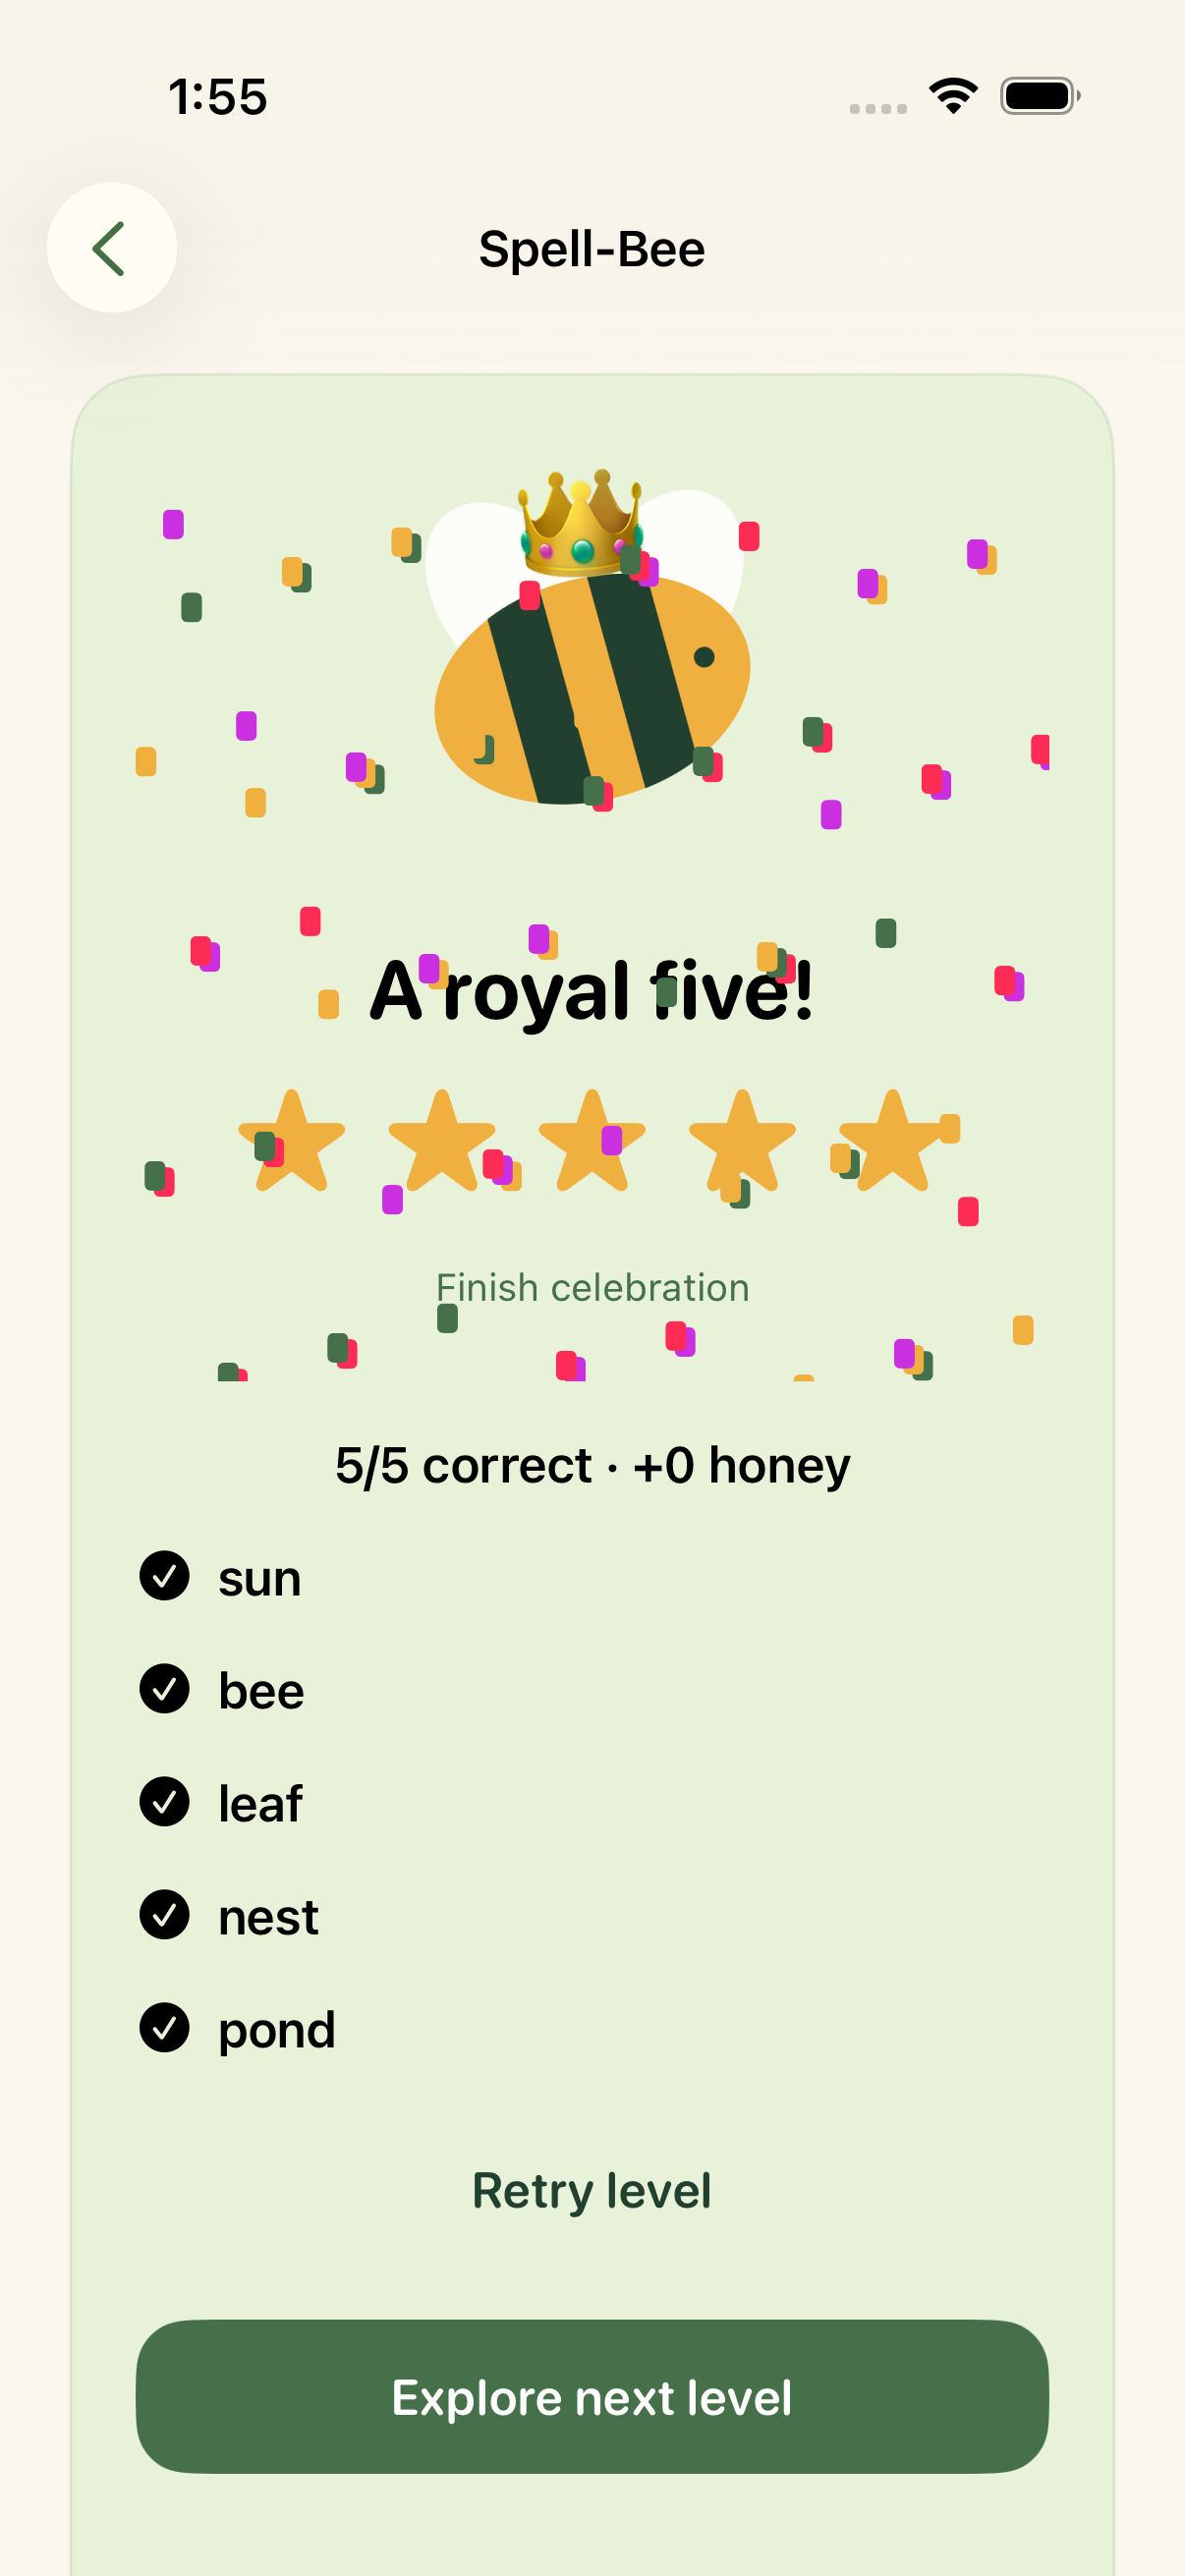 1:55
Spell-Bee
A royal five!
Finish celebration
5/5 correct · +0 honey
sun
bee
leaf
nest
pond
Retry level
Explore next level